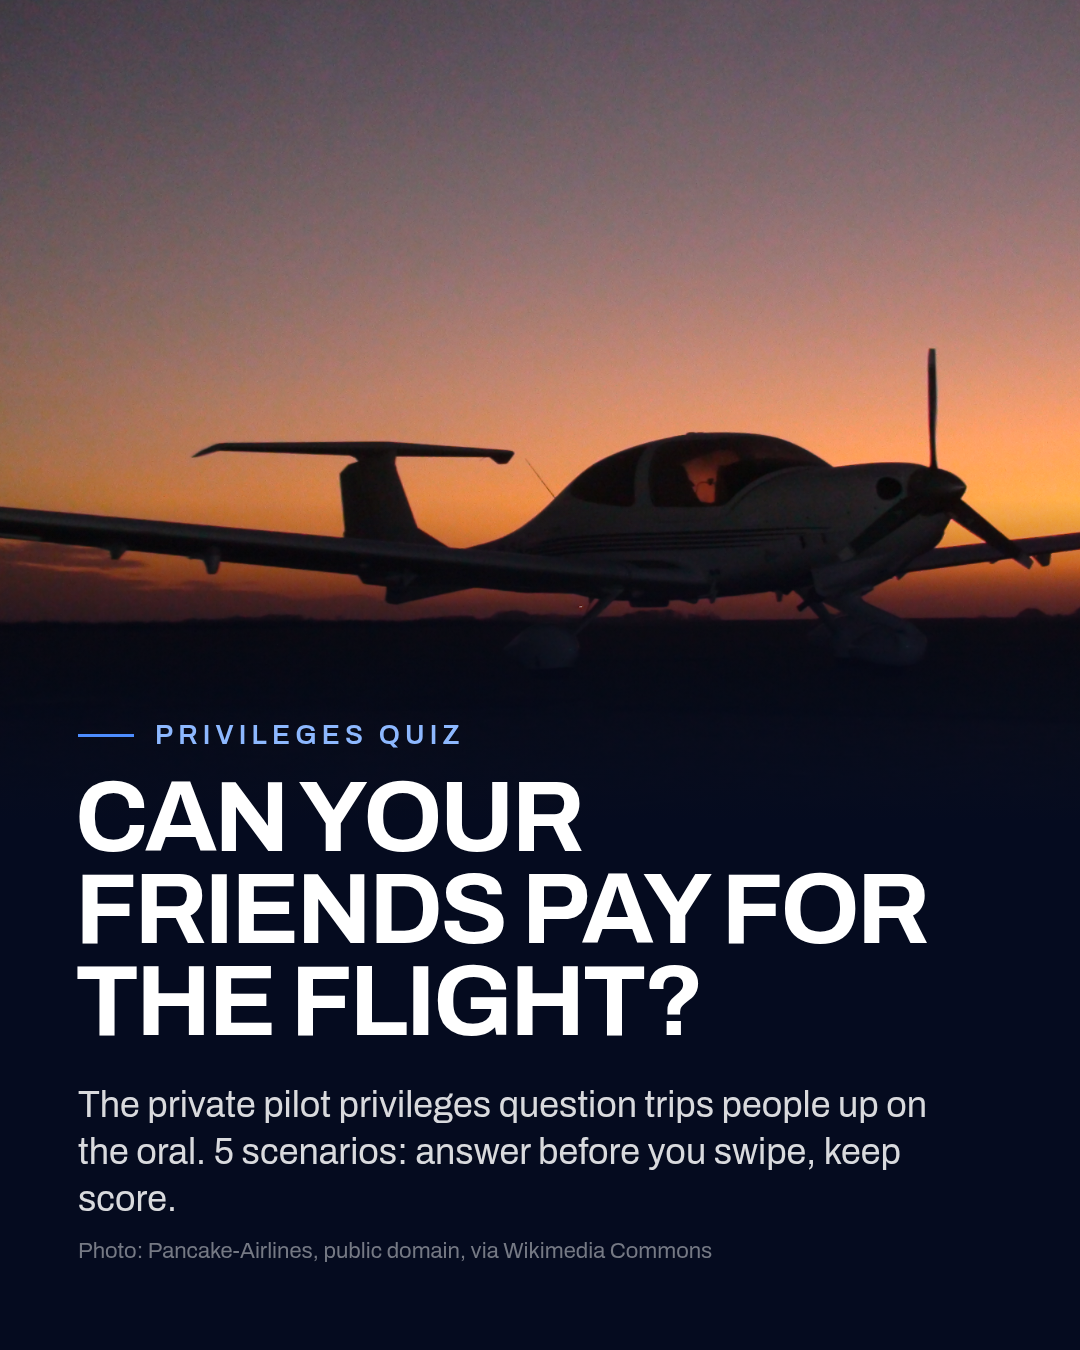 PRIVILEGES QUIZ
CAN YOUR
FRIENDS PAY FOR
THE FLIGHT?
The private pilot privileges question trips people up on
the oral. 5 scenarios: answer before you swipe, keep
score.
Photo: Pancake-Airlines, public domain, via Wikimedia Commons